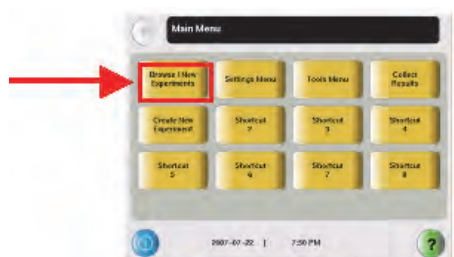 Main Menu
Browse / New
Experiments
Settings Menu
Tools Menu
Collect
Results
Create New
Experiment
Shortcut
2
Shortcut
3
Shortcut
4
Shortcut
5
Shortcut
6
Shortcut
7
Shortcut
8
2007-07-22 | 7:50 PM
?